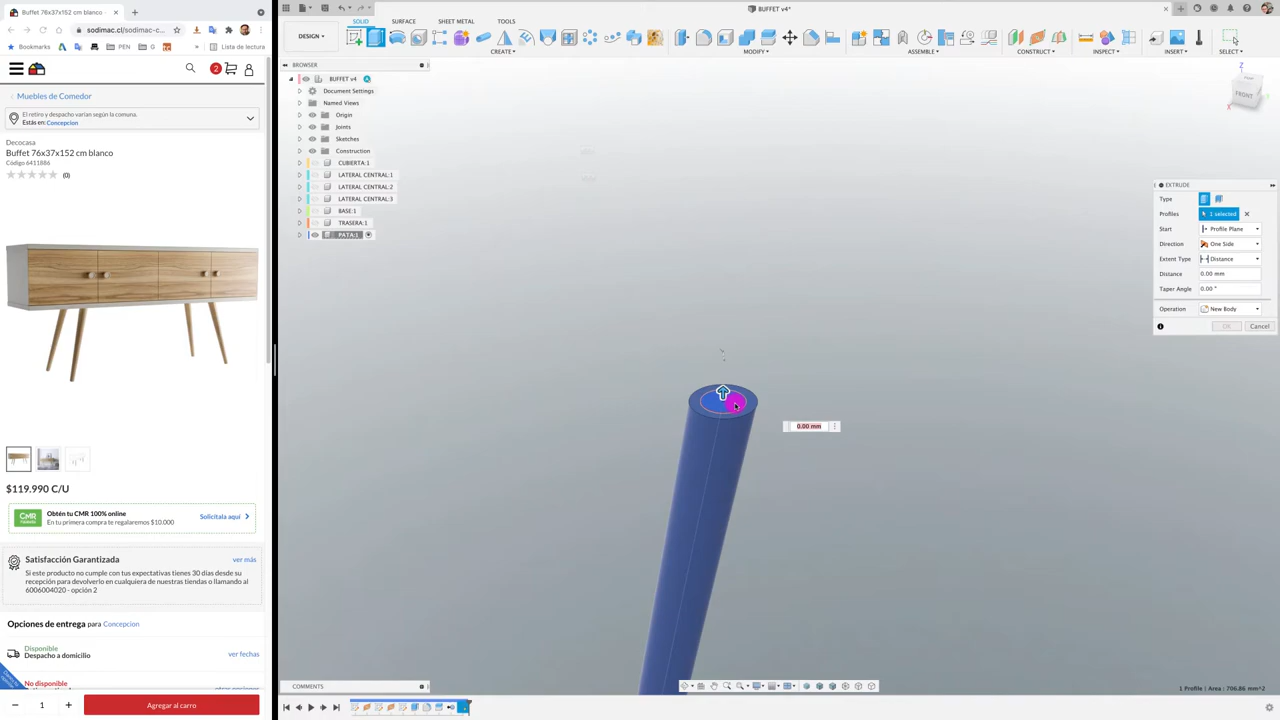 Buffet 76x37x152 cm blanco -
sodimac.cl/sodimac-c...
Bookmarks
PEN
G
Lista de lectura
2
Muebles de Comedor
El retiro y despacho varían según la comuna.
Estás en: Concepcion
Decocasa
Buffet 76x37x152 cm blanco
Código 6411886
(0)
$119.990 C/U
CMR
Obtén tu CMR 100% online
En tu primera compra te regalaremos $10.000
Solicítala aquí
Satisfacción Garantizada
ver más
Si este producto no cumple con tus expectativas tienes 30 días desde su
recepción para devolverlo en cualquiera de nuestras tiendas o llamando al
6006004020 - opción 2
Opciones de entrega para Concepcion
Disponible
Despacho a domicilio
ver fechas
No disponible
1
Agregar al carro
BUFFET v4*
SOLID
SURFACE
SHEET METAL
TOOLS
DESIGN
CREATE
MODIFY
ASSEMBLE
CONSTRUCT
INSPECT
INSERT
SELECT
BROWSER
BUFFET v4
Document Settings
Named Views
Origin
Joints
Sketches
Construction
CUBIERTA:1
LATERAL CENTRAL:1
LATERAL CENTRAL:2
LATERAL CENTRAL:3
BASE:1
TRASERA:1
PATA:1
Z
FRONT
EXTRUDE
Type
Profiles
1 selected
Start
Profile Plane
Direction
One Side
Extent Type
Distance
Distance
0.00 mm
Taper Angle
0.00 °
Operation
New Body
OK
Cancel
0.00 mm
COMMENTS
1 Profile | Area : 706.86 mm^2